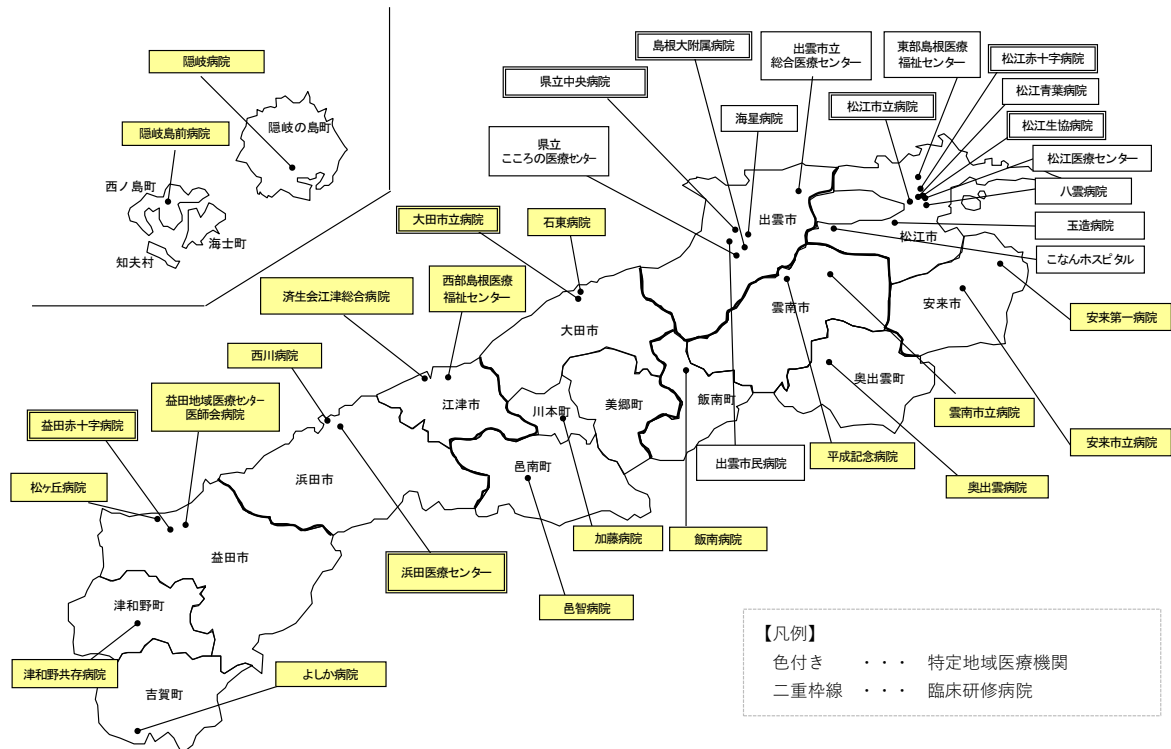 隠岐病院
隠岐島前病院
隠岐の島町
西ノ島町
海士町
知夫村
島根大附属病院
出雲市立
総合医療センター
東部島根医療
福祉センター
松江赤十字病院
県立中央病院
松江青葉病院
松江市立病院
海星病院
松江生協病院
県立
こころの医療センター
松江医療センター
八雲病院
出雲市
玉造病院
松江市
大田市立病院
石東病院
こなんホスピタル
済生会江津総合病院
西部島根医療
福祉センター
雲南市
安来市
安来第一病院
大田市
西川病院
奥出雲町
益田地域医療センター
医師会病院
江津市
川本町
美郷町
飯南町
雲南市立病院
益田赤十字病院
安来市立病院
邑南町
出雲市民病院
平成記念病院
浜田市
松ヶ丘病院
奥出雲病院
加藤病院
飯南病院
益田市
浜田医療センター
邑智病院
津和野町
津和野共存病院
よしか病院
吉賀町
【凡例】
色付き ・・・ 特定地域医療機関
二重枠線 ・・・ 臨床研修病院